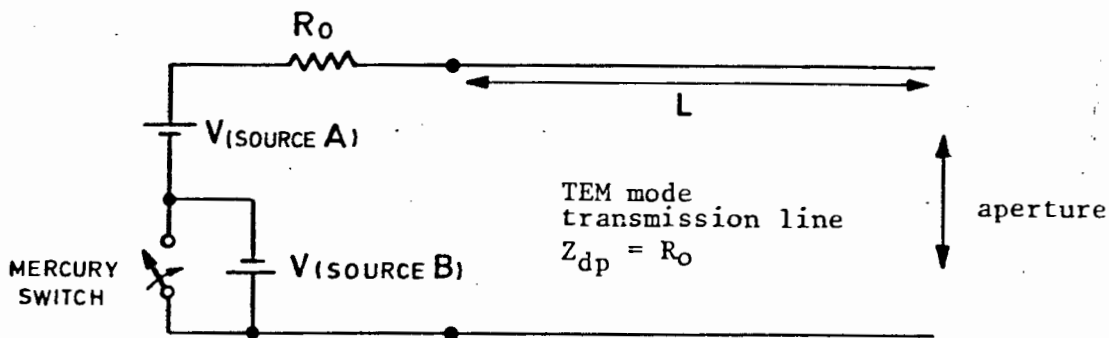 Ro
L
V(SOURCE A)
TEM mode
transmission line
Zdp = Ro
aperture
MERCURY
SWITCH
V(SOURCE B)